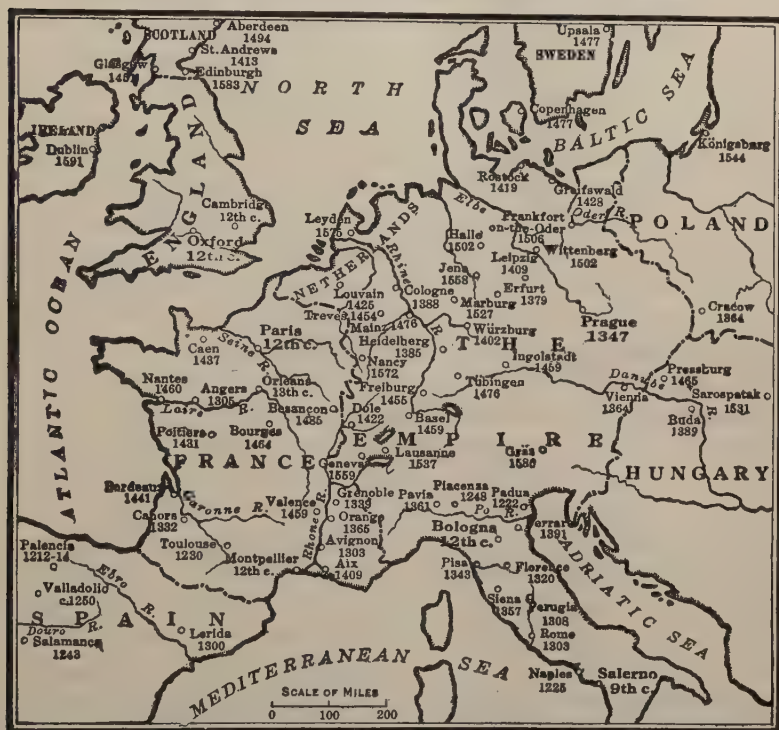 SCOTLAND
Aberdeen
1494
St.Andrews
1413
Glasgow
Edinburgh
1583
NORTH
SEA
Upsala
1477
SWEDEN
Copenhagen
1477
BALTIC SEA
Königsbarg
1544
IRELAND
Dublin
1591
ENGLAND
Cambridge
12th c.
Oxford
12th c.
ATLANTIC OCEAN
Rostock
1419
Greifswald
1428
Elbe
Oder R.
POLAND
Frankfort
on-the-Oder
1506
Leyden
1575
NETHERLANDS
Rhine
R.
Halle
1502
Wittenberg
1502
Leipzig
1409
Jena
1558
Erfurt
1379
Louvain
1425
Cologne
1388
Marburg
1527
Treves
1454
Mainz 1476
Würzburg
1402
Prague
1347
Cracow
1364
Heidelberg
1385
THE
Paris
12th c.
Caen
1437
Seine R.
Nancy
1572
Ingolstadt
1459
Tübingen
1476
Danube
R.
Pressburg
1465
Sarospatak
1531
Vienna
1364
Buda
1389
Nantes
1460
Angers
1305
Orleans
13th c.
Loire R.
Besançon
1485
Freiburg
1455
Dole
1422
Basel
1459
Poitiers
1431
Bourges
1464
EMPIRE
FRANCE
Geneva
1559
Lausanne
1537
Gräz
1586
HUNGARY
Bordeaux
1441
Garonne R.
Cahors
1332
Valence
1459
Grenoble
1339
Orange
1365
Rhone R.
Avignon
1303
Aix
1409
Toulouse
1230
Montpellier
12th c.
Pavia
1361
Piacenza
1248
Padua
1222
Po R.
Ferrara
1391
Bologna
12th c.
Pisa
1343
Florence
1320
Siena
1357
Perugia
1308
Rome
1303
ADRIATIC SEA
Naples
1225
Salerno
9th c.
Palencia
1212-14
Ebro
R.
Valladolid
c.1250
SPAIN
Douro R.
Salamanca
1243
Lerida
1300
MEDITERRANEAN SEA
SCALE OF MILES
0 100 200